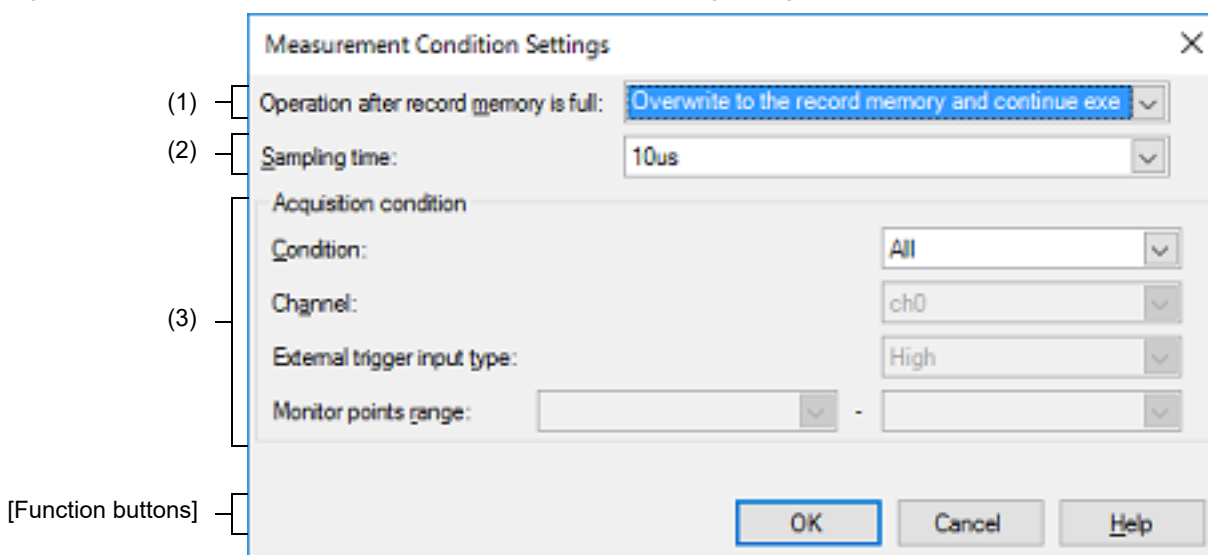 Measurement Condition Settings
(1) Operation after record memory is full: Overwrite to the record memory and continue exe
(2) Sampling time: 10us
Acquisition condition
Condition: All
(3)
Channel: ch0
External trigger input type: High
Monitor points range: -
[Function buttons] OK Cancel Help